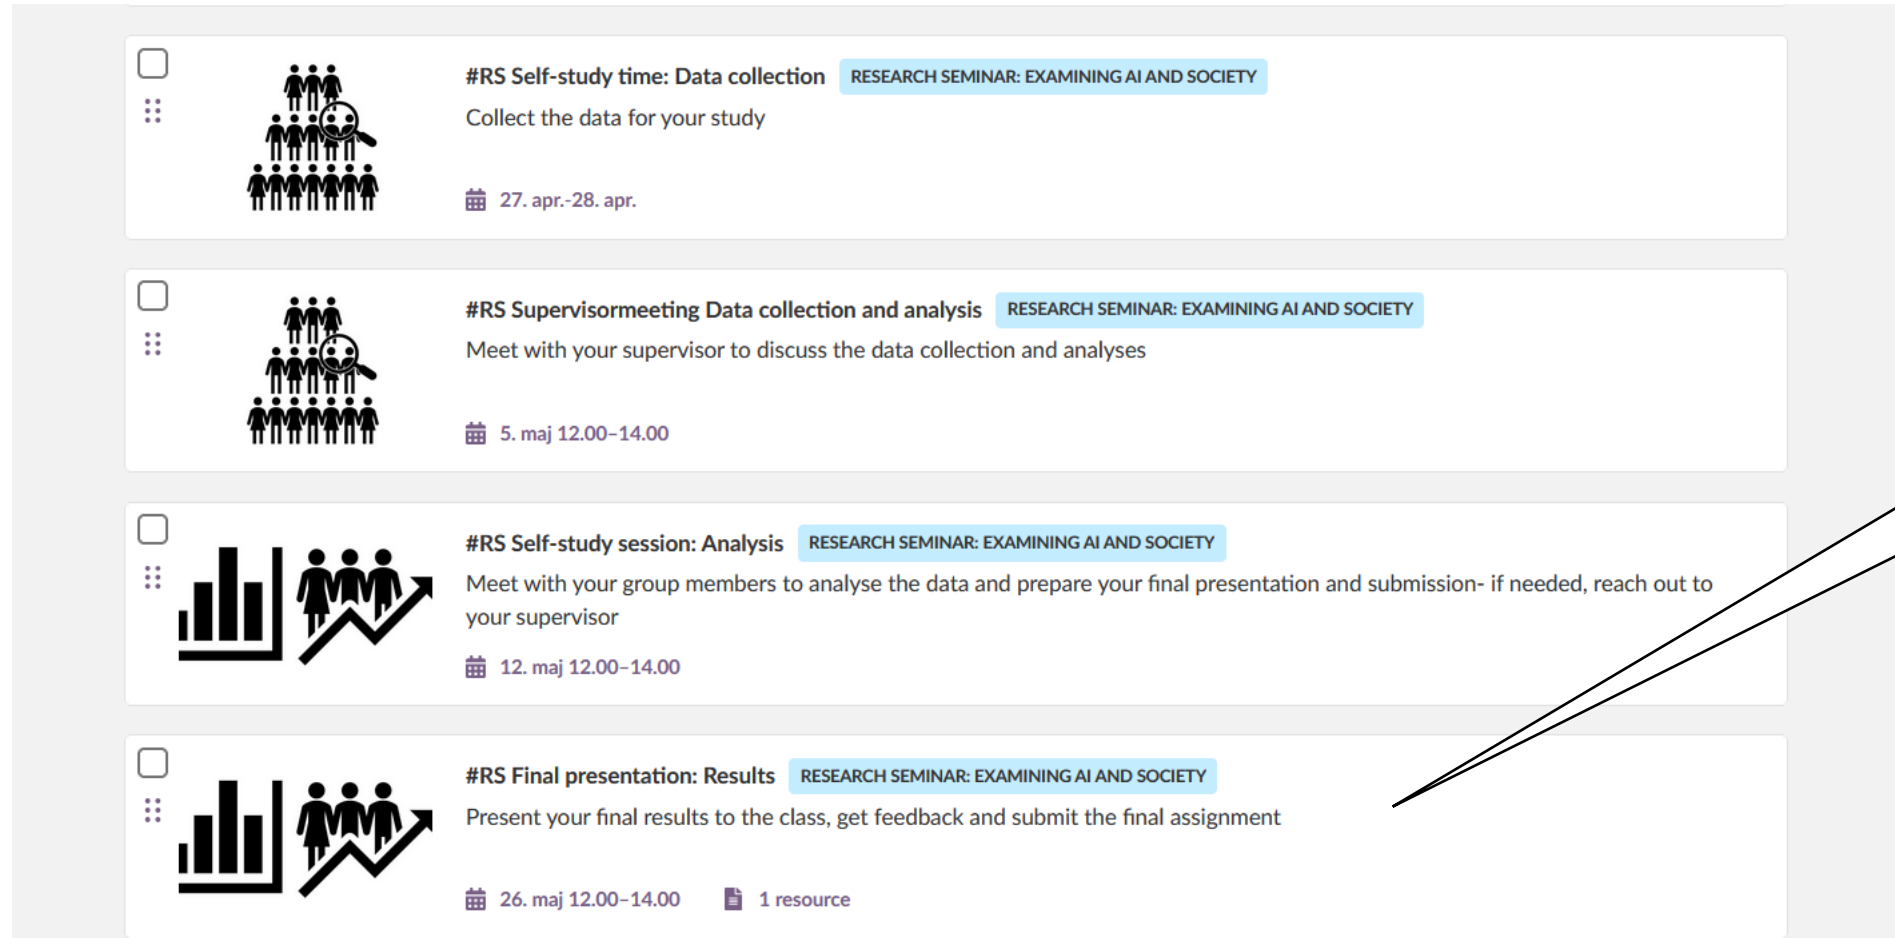 #RS Self-study time: Data collection RESEARCH SEMINAR: EXAMINING AI AND SOCIETY
Collect the data for your study
27. apr.-28. apr.
#RS Supervisormeeting Data collection and analysis RESEARCH SEMINAR: EXAMINING AI AND SOCIETY
Meet with your supervisor to discuss the data collection and analyses
5. maj 12.00–14.00
#RS Self-study session: Analysis RESEARCH SEMINAR: EXAMINING AI AND SOCIETY
Meet with your group members to analyse the data and prepare your final presentation and submission- if needed, reach out to
your supervisor
12. maj 12.00–14.00
#RS Final presentation: Results RESEARCH SEMINAR: EXAMINING AI AND SOCIETY
Present your final results to the class, get feedback and submit the final assignment
26. maj 12.00–14.00 1 resource